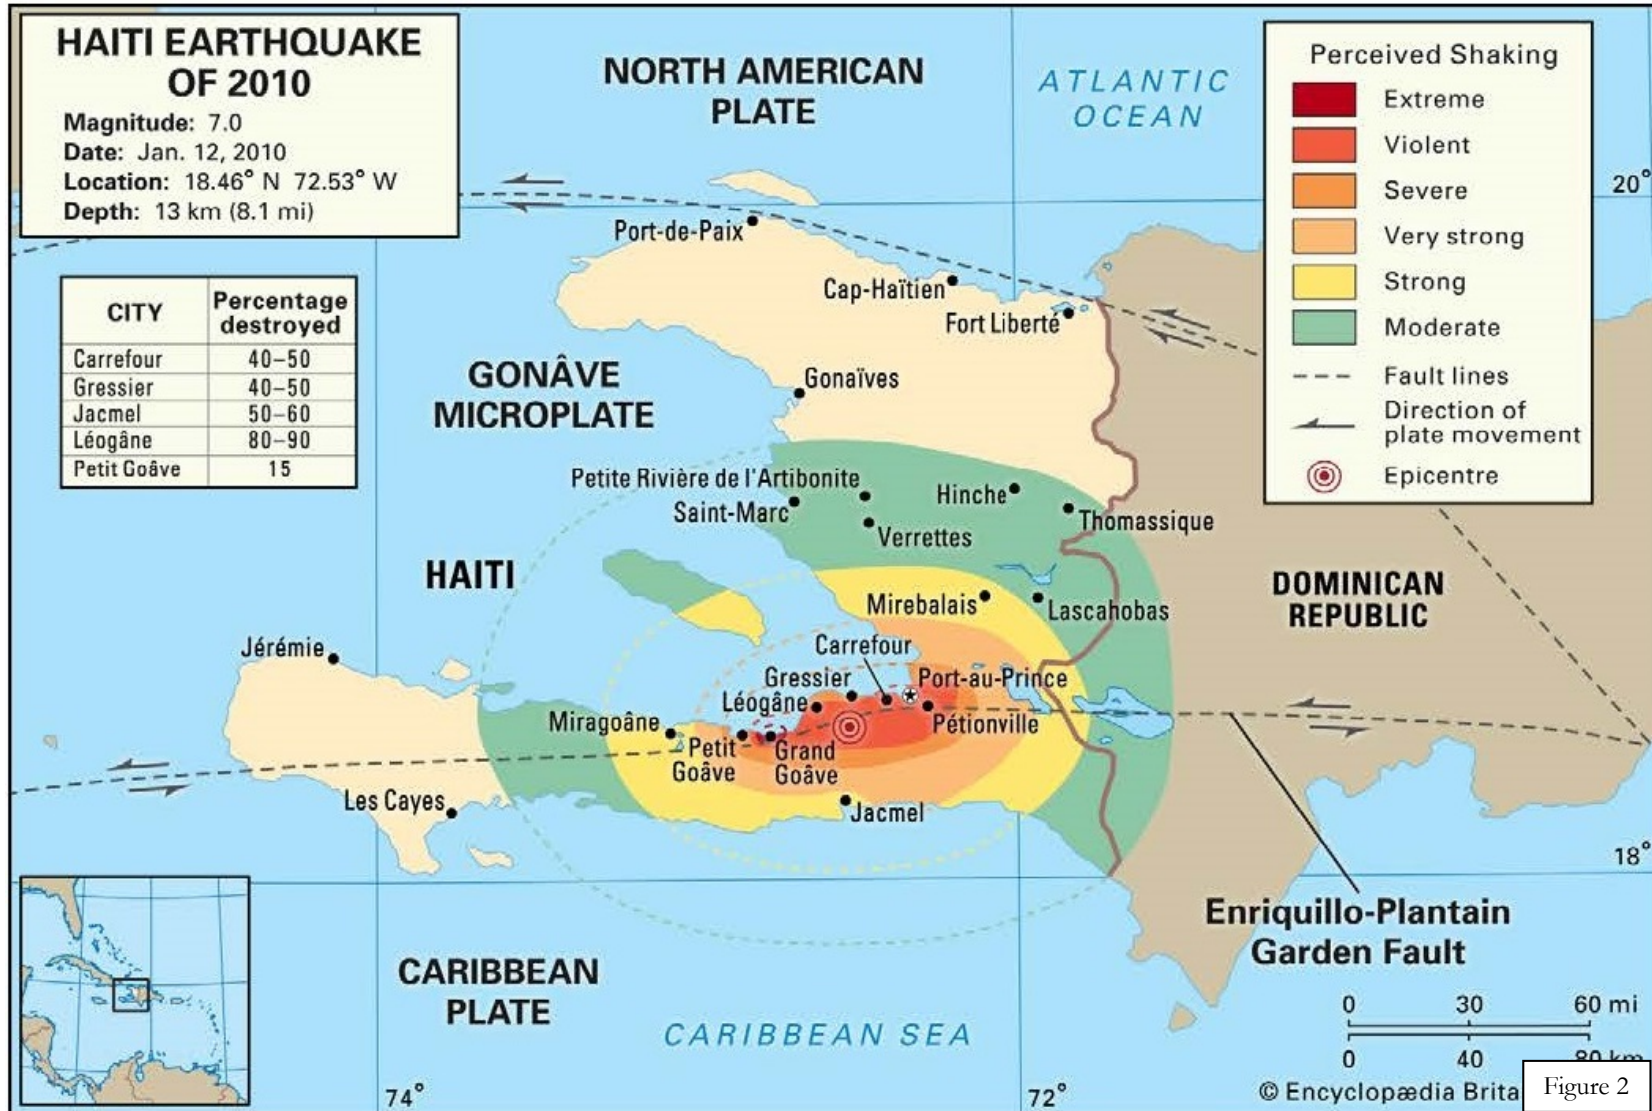 HAITI EARTHQUAKE
OF 2010
Magnitude: 7.0
Date: Jan. 12, 2010
Location: 18.46° N 72.53° W
Depth: 13 km (8.1 mi)
CITY
Percentage
destroyed
Carrefour 40–50
Gressier 40–50
Jacmel 50–60
Léogâne 80–90
Petit Goâve 15
NORTH AMERICAN
PLATE
ATLANTIC
OCEAN
Perceived Shaking
Extreme
Violent
Severe
Very strong
Strong
Moderate
Fault lines
Direction of
plate movement
Epicentre
20°
Port-de-Paix
Cap-Haïtien
Fort Liberté
GONÂVE
MICROPLATE
Gonaïves
Petite Rivière de l'Artibonite
Saint-Marc
Verrettes
Hinche
Thomassique
HAITI
DOMINICAN
REPUBLIC
Mirebalais
Lascahobas
Jérémie
Carrefour
Gressier
Port-au-Prince
Léogâne
Miragoâne
Pétionville
Petit
Goâve
Grand
Goâve
Les Cayes
Jacmel
18°
Enriquillo-Plantain
Garden Fault
CARIBBEAN
PLATE
CARIBBEAN SEA
0 30 60 mi
0 40 80 km
74°
72°
© Encyclopædia Brita
Figure 2